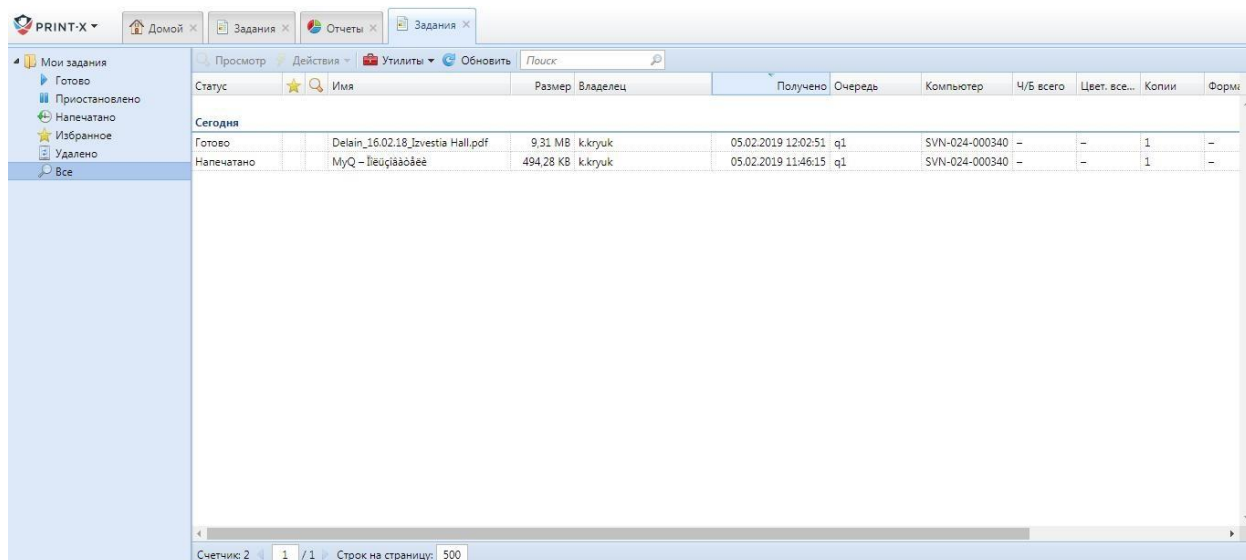 PRINT-X
Домой
Задания
Отчеты
Задания
Мои задания
Готово
Приостановлено
Напечатано
Избранное
Удалено
Все
Просмотр Действия Утилиты Обновить Поиск
Статус Имя Размер Владелец Получено Очередь Компьютер Ч/Б всего Цвет. все... Копии Форма
Сегодня
Готово Delain_16.02.18_Izvestia Hall.pdf 9,31 MB k.kryuk 05.02.2019 12:02:51 q1 SVN-024-000340 – – 1 –
Напечатано MyQ – Ïîëüçîâàòåëè 494,28 KB k.kryuk 05.02.2019 11:46:15 q1 SVN-024-000340 – – 1 –
Счетчик: 2 1 / 1 Строк на страницу: 500